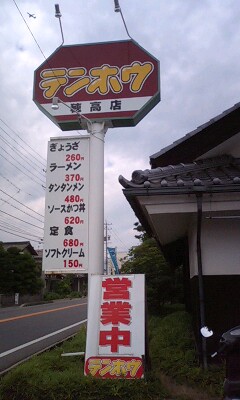 テンホウ
穂高店
ぎょうざ
260円
ラーメン
370円
タンタンメン
480円
ソースかつ丼
620円
定食
680円
ソフトクリーム
150円
営業中
テンホウ